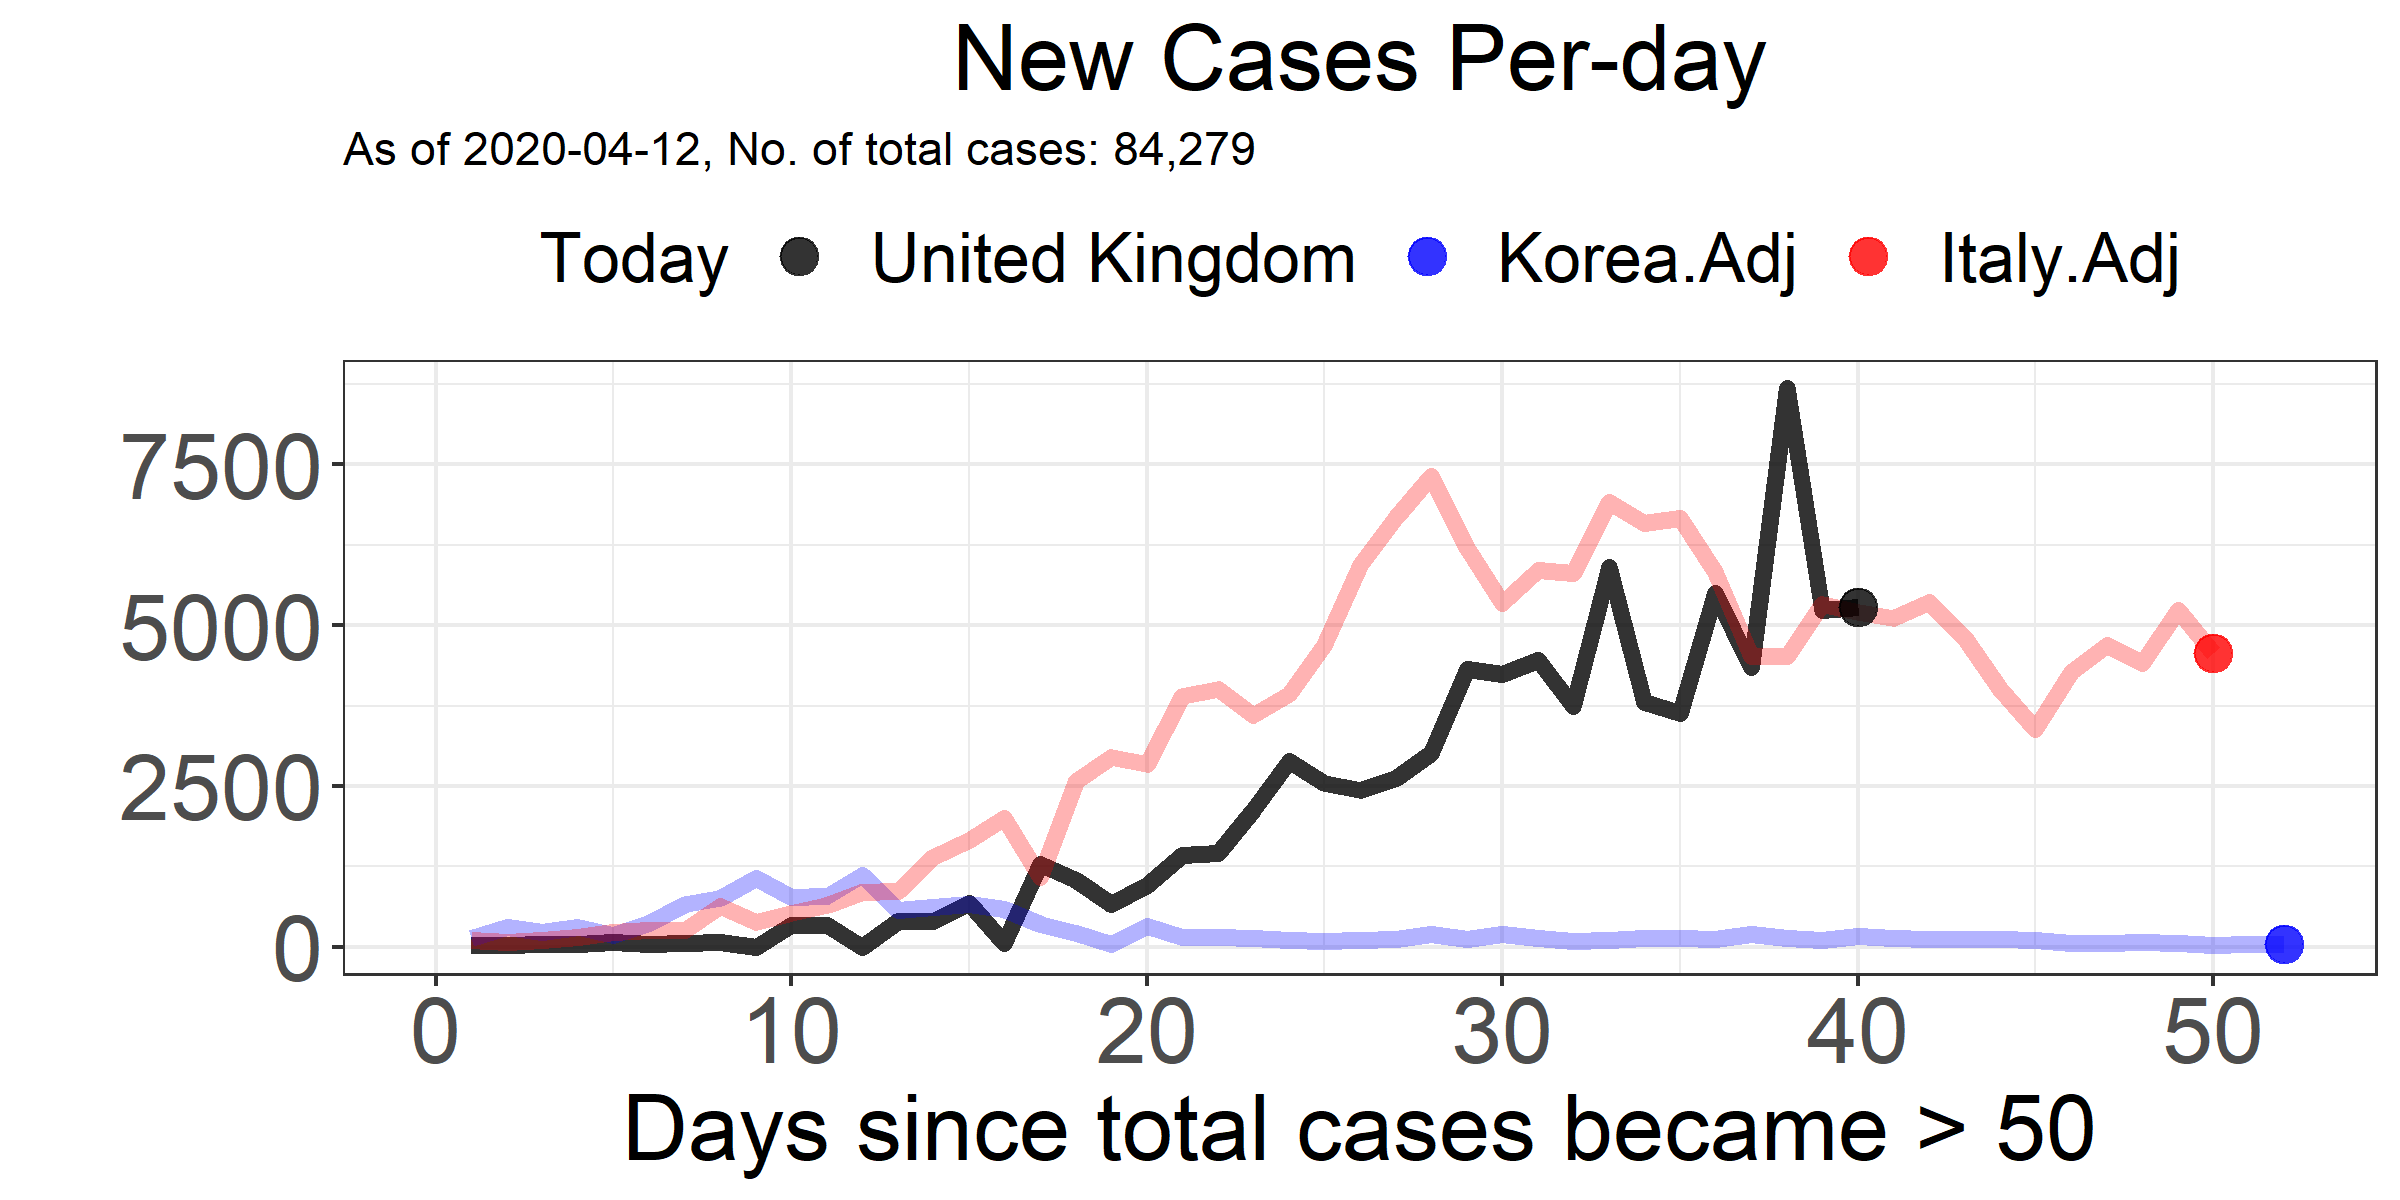 New Cases Per-day
As of 2020-04-12, No. of total cases: 84,279
Today United Kingdom Korea.Adj Italy.Adj
7500
5000
2500
0
0 10 20 30 40 50
Days since total cases became > 50